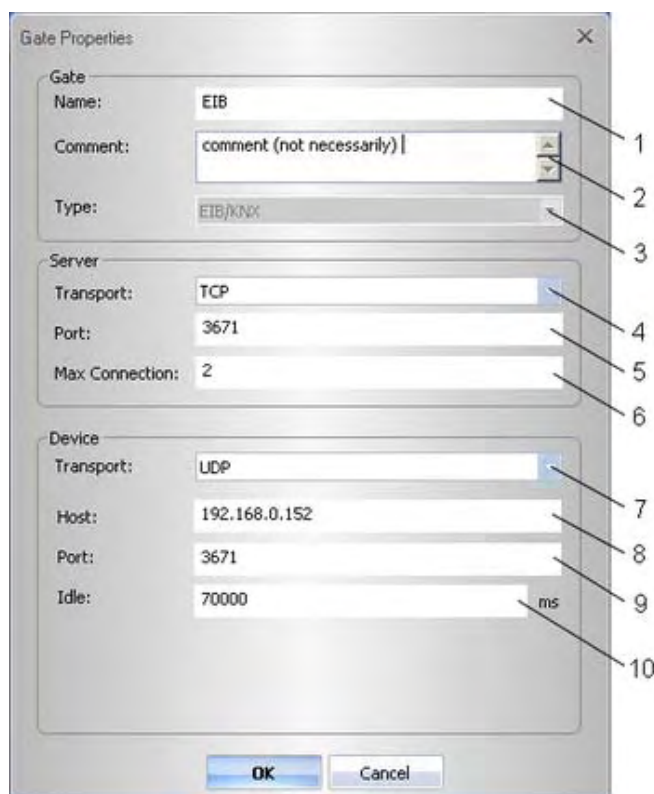 Gate Properties
Gate
Name: EIB
1
Comment: comment (not necessarily)
2
Type: EIB/KNX
3
Server
Transport: TCP
4
Port: 3671
5
Max Connection: 2
6
Device
Transport: UDP
7
Host: 192.168.0.152
8
Port: 3671
9
Idle: 70000 ms
10
OK Cancel